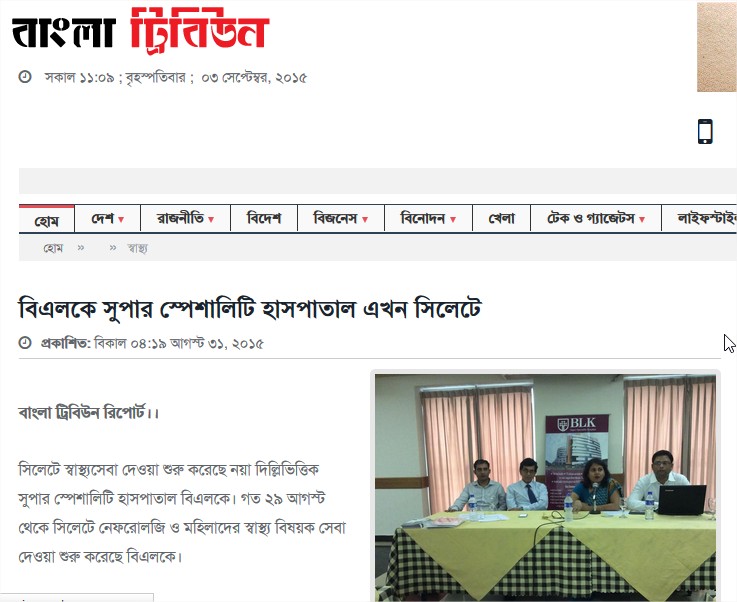 বাংলা ট্রিবিউন
সকাল ১১:০৯ ; বৃহস্পতিবার ; ০৩ সেপ্টেম্বর, ২০১৫
হোম দেশ ▾ রাজনীতি ▾ বিদেশ বিজনেস ▾ বিনোদন ▾ খেলা টেক ও গ্যাজেটস ▾ লাইফস্টাইল
হোম » » স্বাস্থ্য
বিএলকে সুপার স্পেশালিটি হাসপাতাল এখন সিলেটে
প্রকাশিত: বিকাল ০৪:১৯ আগস্ট ৩১, ২০১৫
বাংলা ট্রিবিউন রিপোর্ট।।
সিলেটে স্বাস্থ্যসেবা দেওয়া শুরু করেছে নয়া দিল্লিভিত্তিক
সুপার স্পেশালিটি হাসপাতাল বিএলকে। গত ২৯ আগস্ট
থেকে সিলেটে নেফরোলজি ও মহিলাদের স্বাস্থ্য বিষয়ক সেবা
দেওয়া শুরু করেছে বিএলকে।
BLK